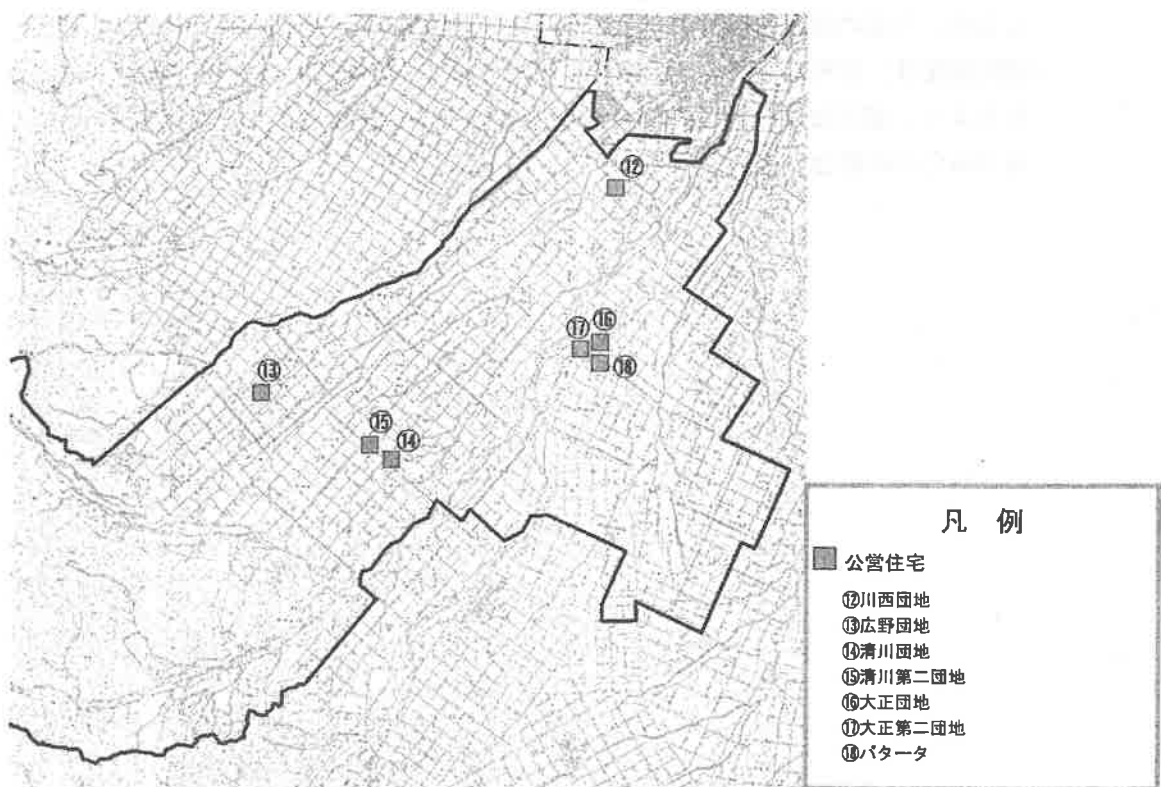 ⑫
⑯
⑰
⑱
⑬
⑮
⑭
凡 例
公営住宅
⑫川西団地
⑬広野団地
⑭清川団地
⑮清川第二団地
⑯大正団地
⑰大正第二団地
⑱パタータ